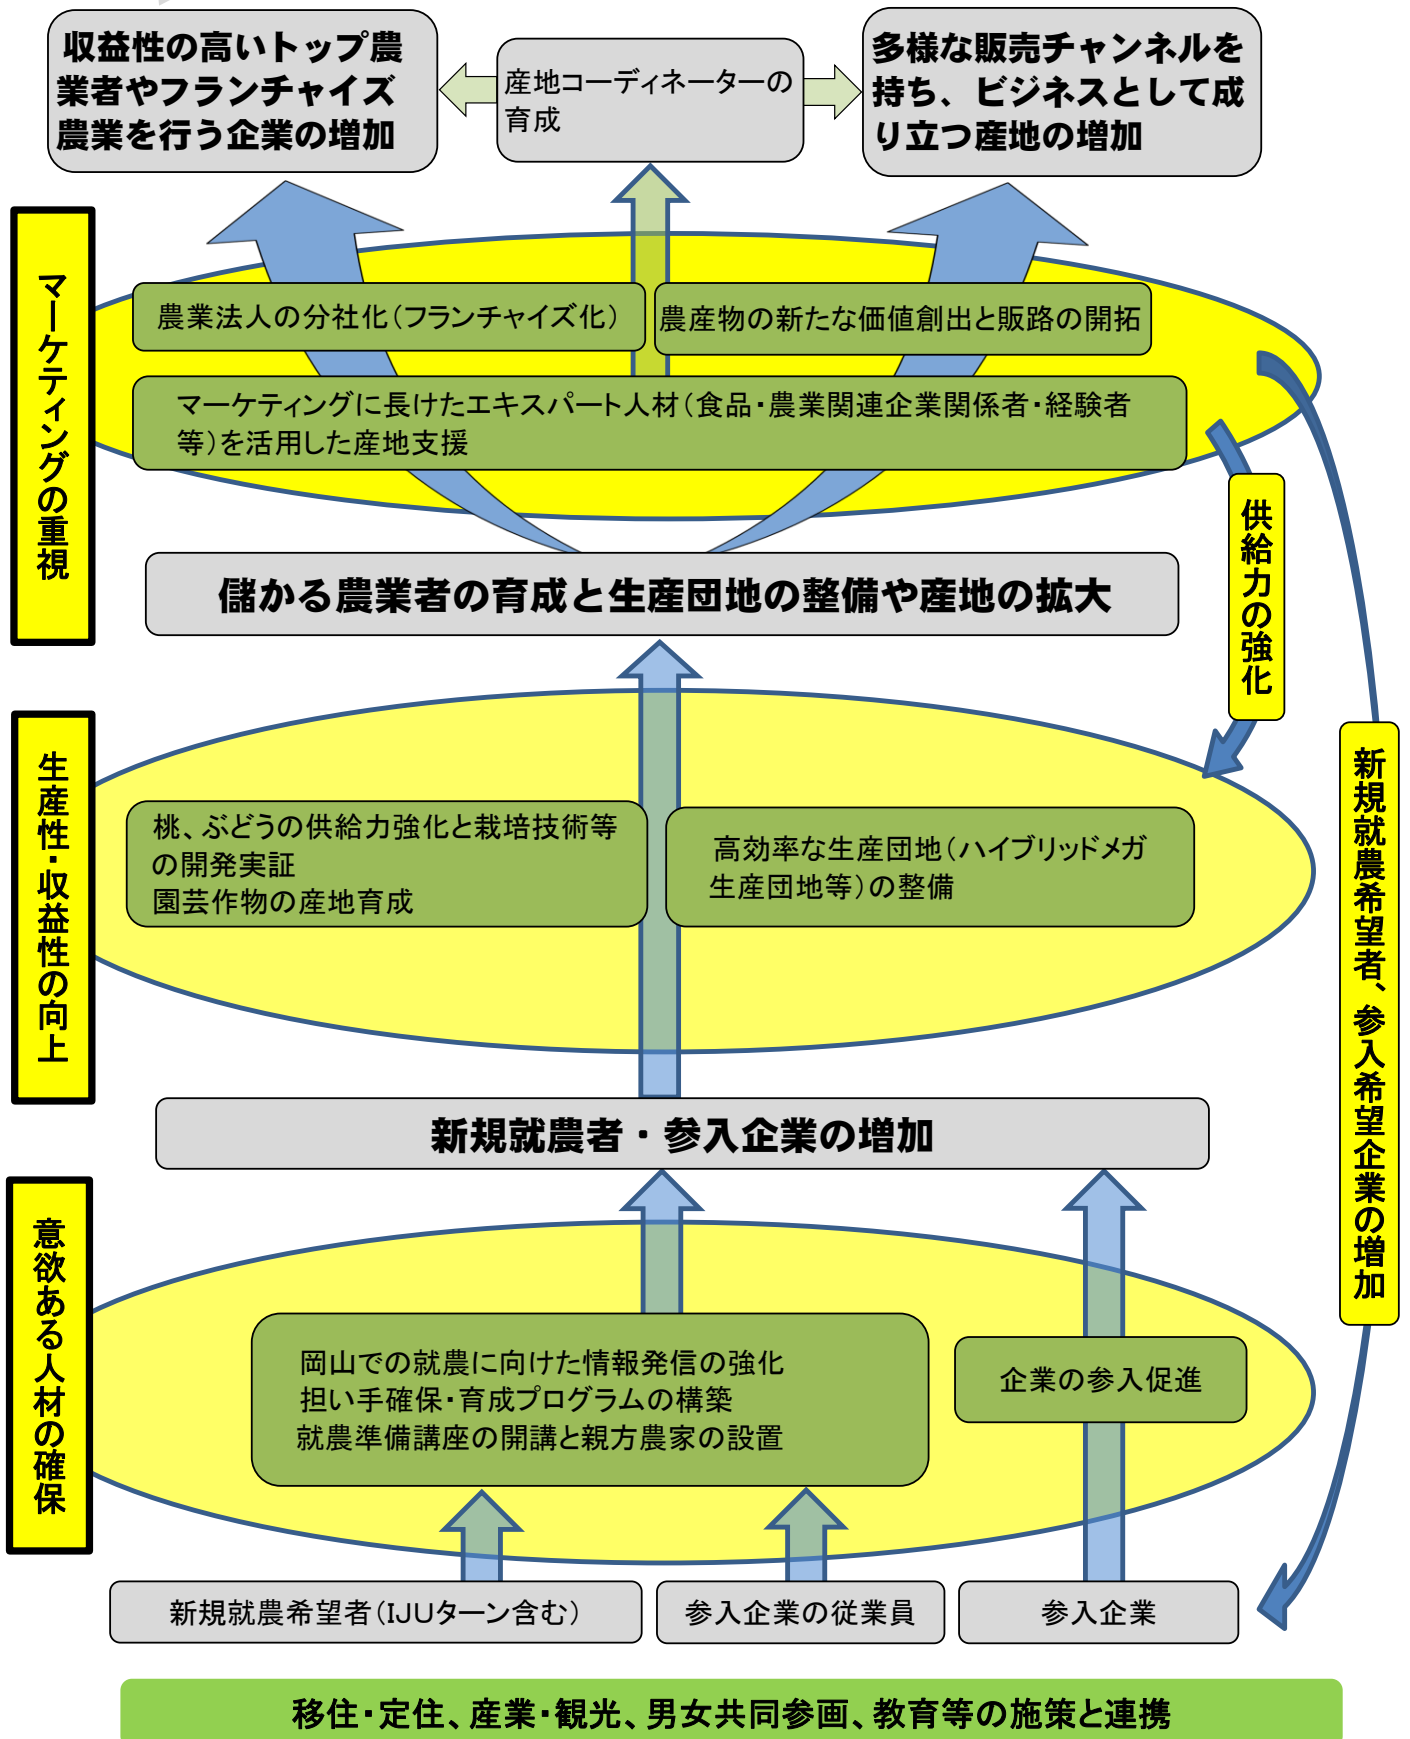 収益性の高いトップ農
業者やフランチャイズ
農業を行う企業の増加
産地コーディネーターの
育成
多様な販売チャンネルを
持ち、ビジネスとして成
り立つ産地の増加
マーケティングの重視
農業法人の分社化（フランチャイズ化）
農産物の新たな価値創出と販路の開拓
マーケティングに長けたエキスパート人材（食品・農業関連企業関係者・経験者
等）を活用した産地支援
供給力の強化
儲かる農業者の育成と生産団地の整備や産地の拡大
生産性・収益性の向上
桃、ぶどうの供給力強化と栽培技術等
の開発実証
園芸作物の産地育成
高効率な生産団地（ハイブリッドメガ
生産団地等）の整備
新規就農希望者、参入希望企業の増加
新規就農者・参入企業の増加
意欲ある人材の確保
岡山での就農に向けた情報発信の強化
担い手確保・育成プログラムの構築
就農準備講座の開講と親方農家の設置
企業の参入促進
新規就農希望者（IJUターン含む）
参入企業の従業員
参入企業
移住・定住、産業・観光、男女共同参画、教育等の施策と連携